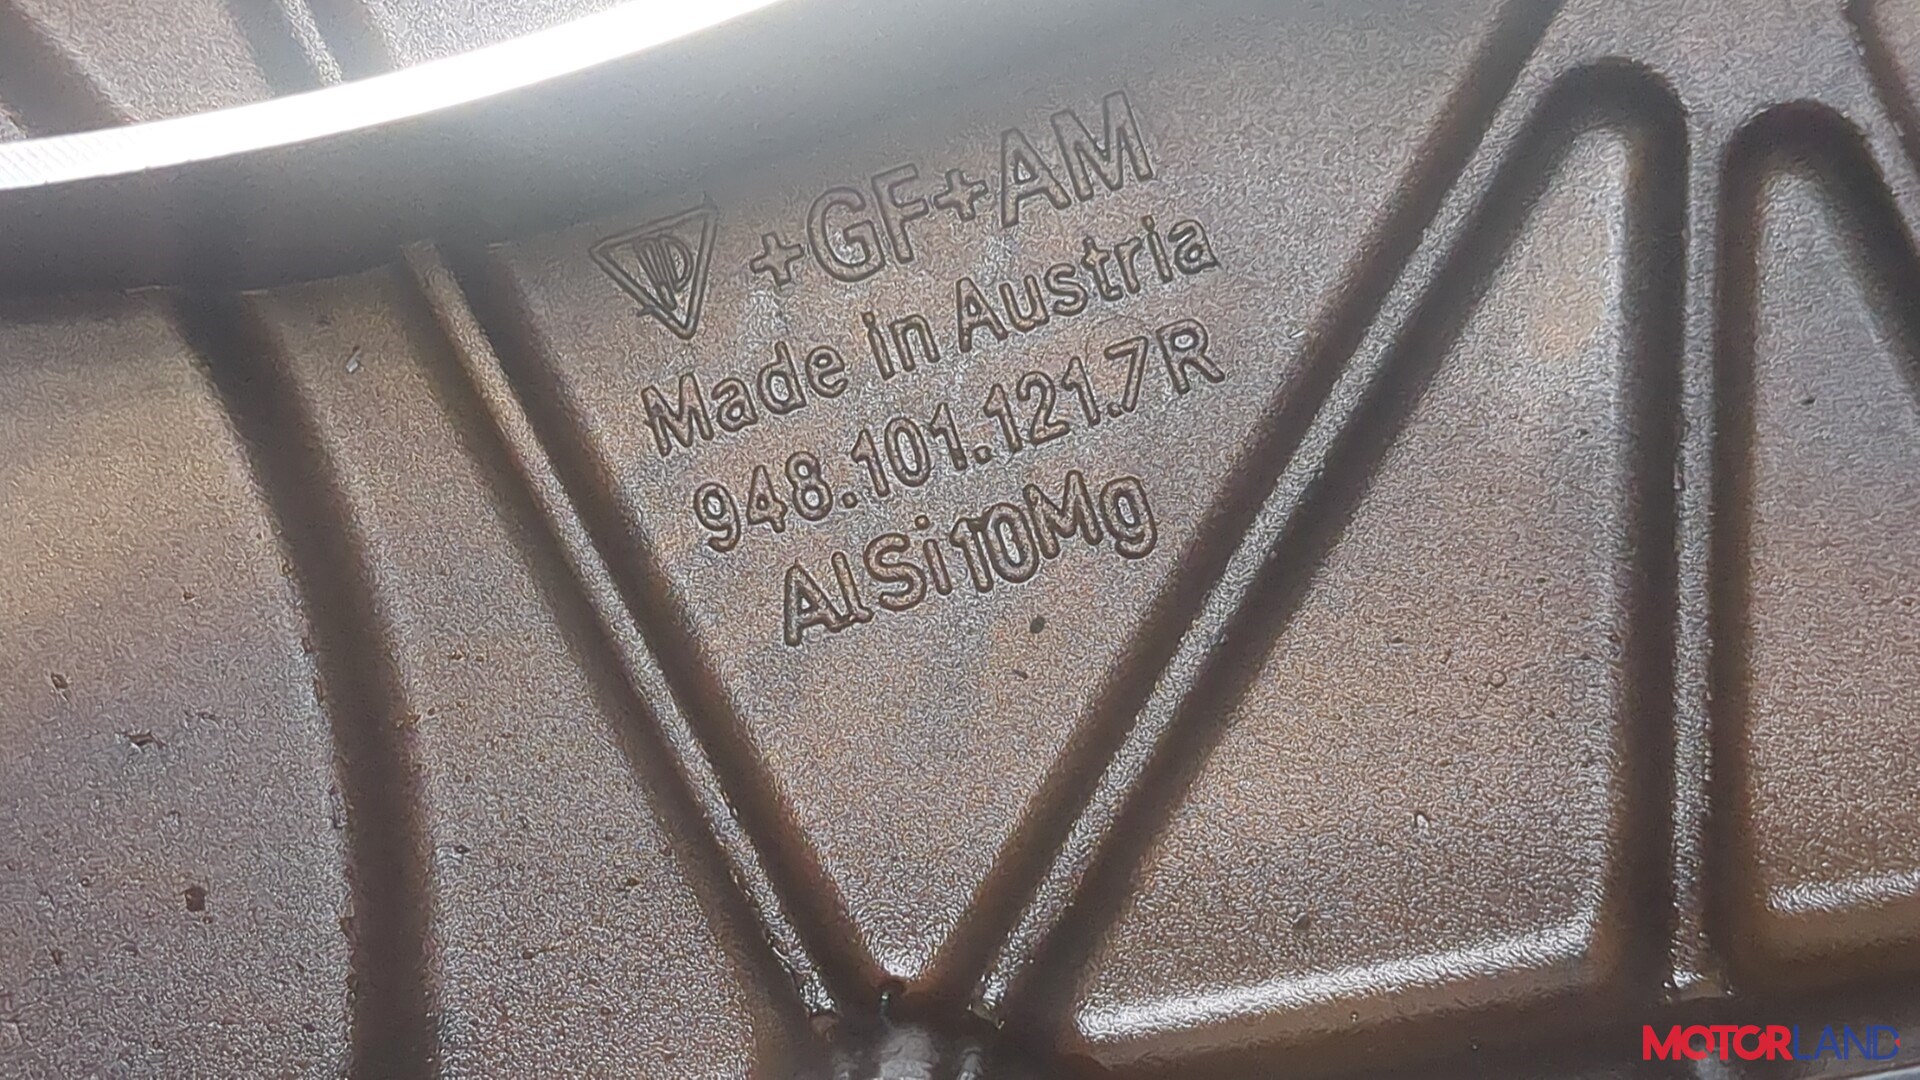 +GF+AM
Made in Austria
948.101.121.7R
AlSi10Mg
MOTORLAND